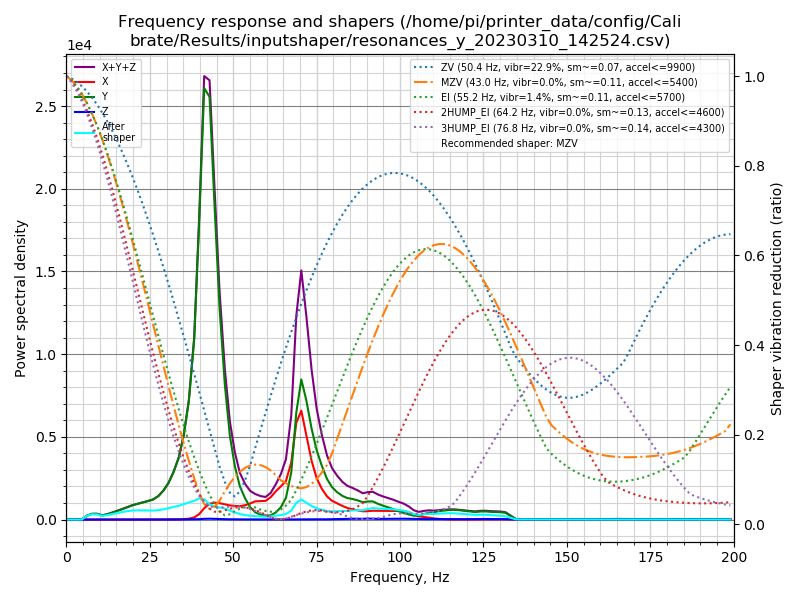 Frequency response and shapers (/home/pi/printer_data/config/Cali
brate/Results/inputshaper/resonances_y_20230310_142524.csv)
1e4
X+Y+Z
X
Y
Z
After
shaper
ZV (50.4 Hz, vibr=22.9%, sm~=0.07, accel<=9900)
MZV (43.0 Hz, vibr=0.0%, sm~=0.11, accel<=5400)
EI (55.2 Hz, vibr=1.4%, sm~=0.11, accel<=5700)
2HUMP_EI (64.2 Hz, vibr=0.0%, sm~=0.13, accel<=4600)
3HUMP_EI (76.8 Hz, vibr=0.0%, sm~=0.14, accel<=4300)
Recommended shaper: MZV
Power spectral density
2.5
2.0
1.5
1.0
0.5
0.0
1.0
0.8
0.6
0.4
0.2
0.0
Shaper vibration reduction (ratio)
0 25 50 75 100 125 150 175 200
Frequency, Hz